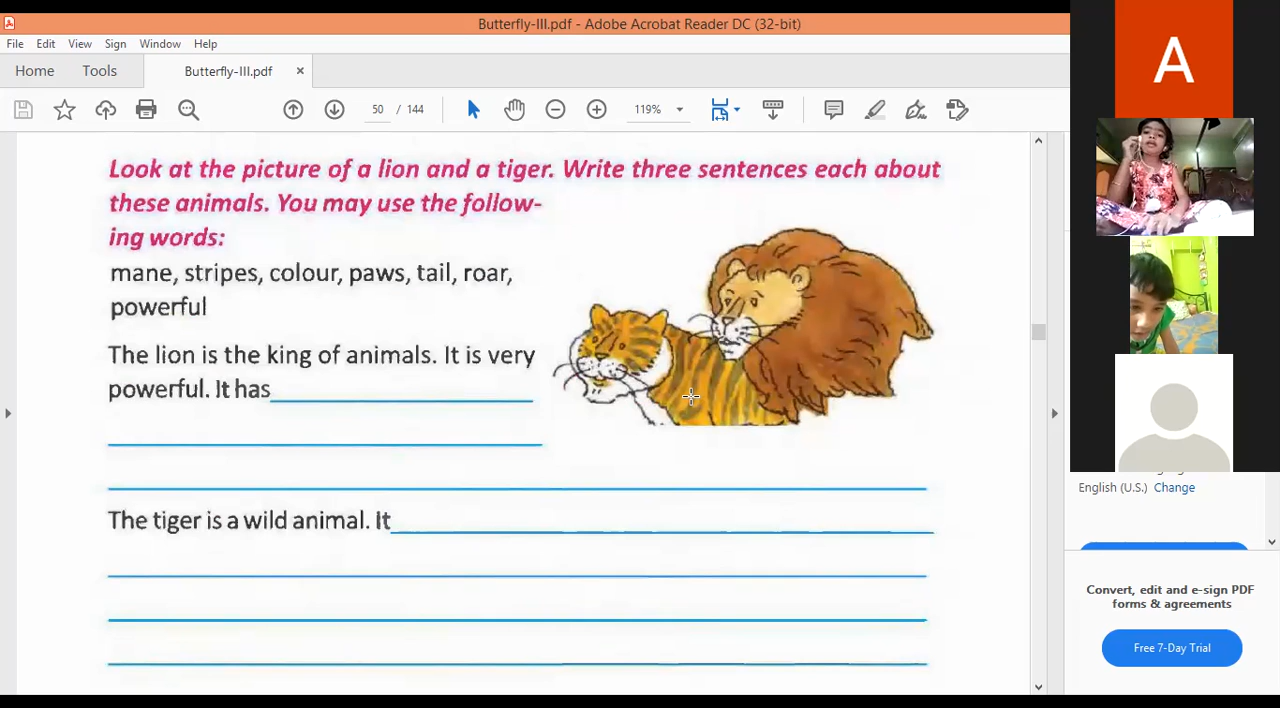 Butterfly-III.pdf - Adobe Acrobat Reader DC (32-bit)
File Edit View Sign Window Help
Home Tools Butterfly-III.pdf ×
50 / 144 119%
A
Look at the picture of a lion and a tiger. Write three sentences each about
these animals. You may use the follow-
ing words:
mane, stripes, colour, paws, tail, roar,
powerful
The lion is the king of animals. It is very
powerful. It has
The tiger is a wild animal. It
English (U.S.) Change
Convert, edit and e-sign PDF
forms & agreements
Free 7-Day Trial